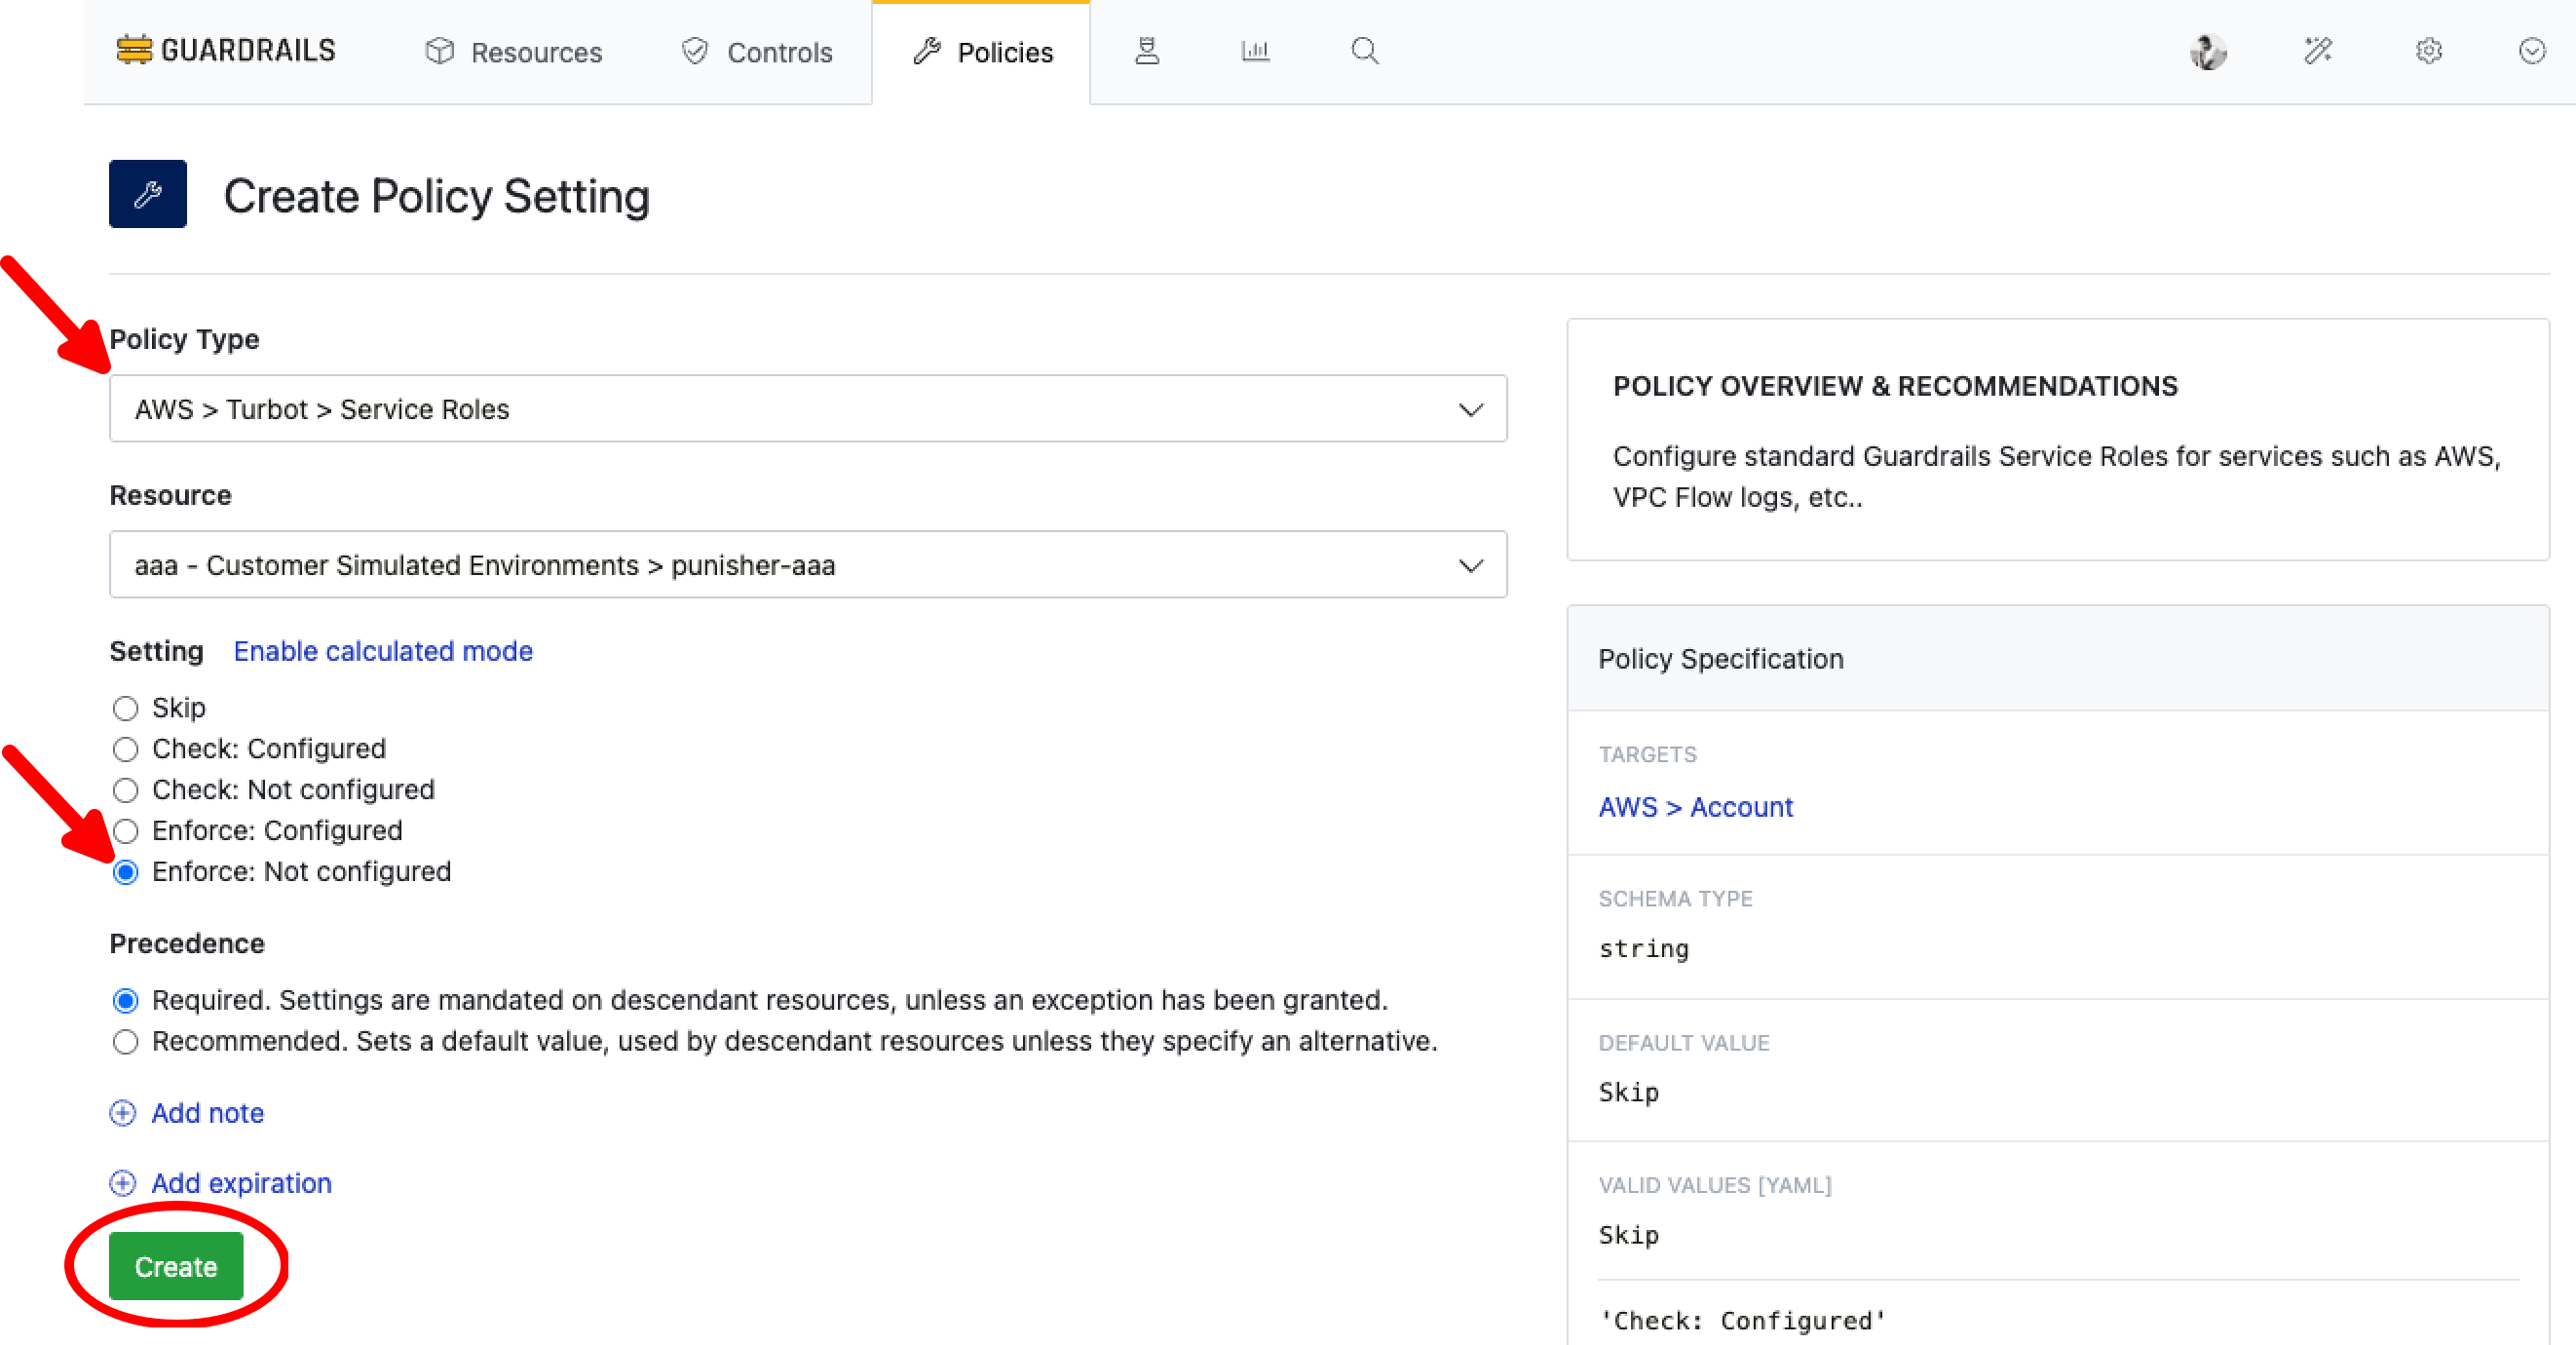 GUARDRAILS
Resources
Controls
Policies
Create Policy Setting
Policy Type
AWS > Turbot > Service Roles
Resource
aaa - Customer Simulated Environments > punisher-aaa
Setting Enable calculated mode
Skip
Check: Configured
Check: Not configured
Enforce: Configured
Enforce: Not configured
Precedence
Required. Settings are mandated on descendant resources, unless an exception has been granted.
Recommended. Sets a default value, used by descendant resources unless they specify an alternative.
Add note
Add expiration
Create
POLICY OVERVIEW & RECOMMENDATIONS
Configure standard Guardrails Service Roles for services such as AWS,
VPC Flow logs, etc..
Policy Specification
TARGETS
AWS > Account
SCHEMA TYPE
string
DEFAULT VALUE
Skip
VALID VALUES [YAML]
Skip
'Check: Configured'